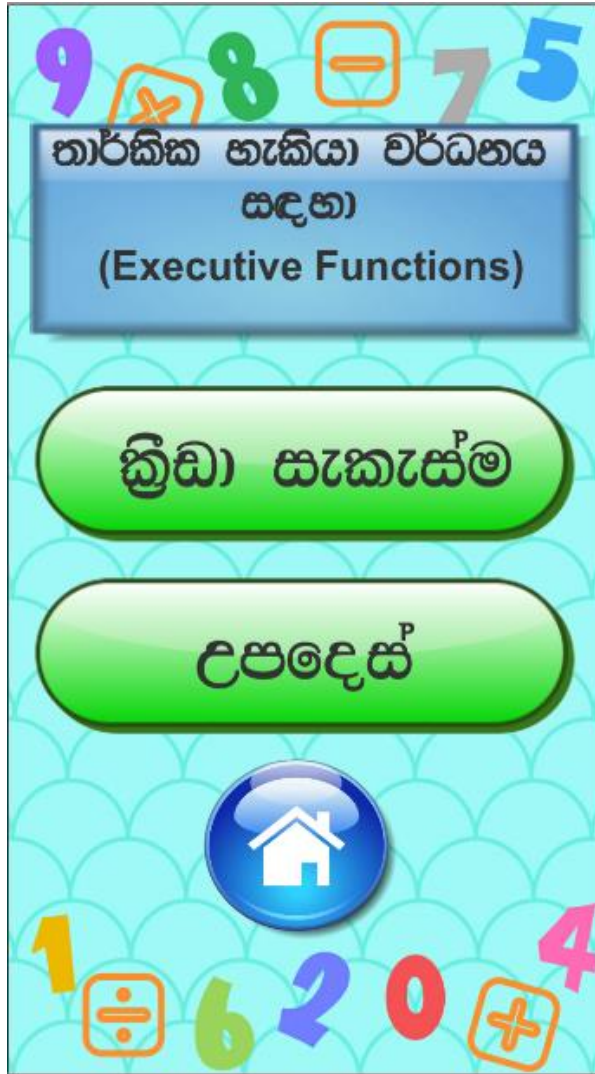 9 × 8 − 7 5
තාර්කික හැකියා වර්ධනය
සඳහා
(Executive Functions)
ක්‍රීඩා සැකැස්ම
උපදෙස්
1 ÷ 6 2 0 + 4